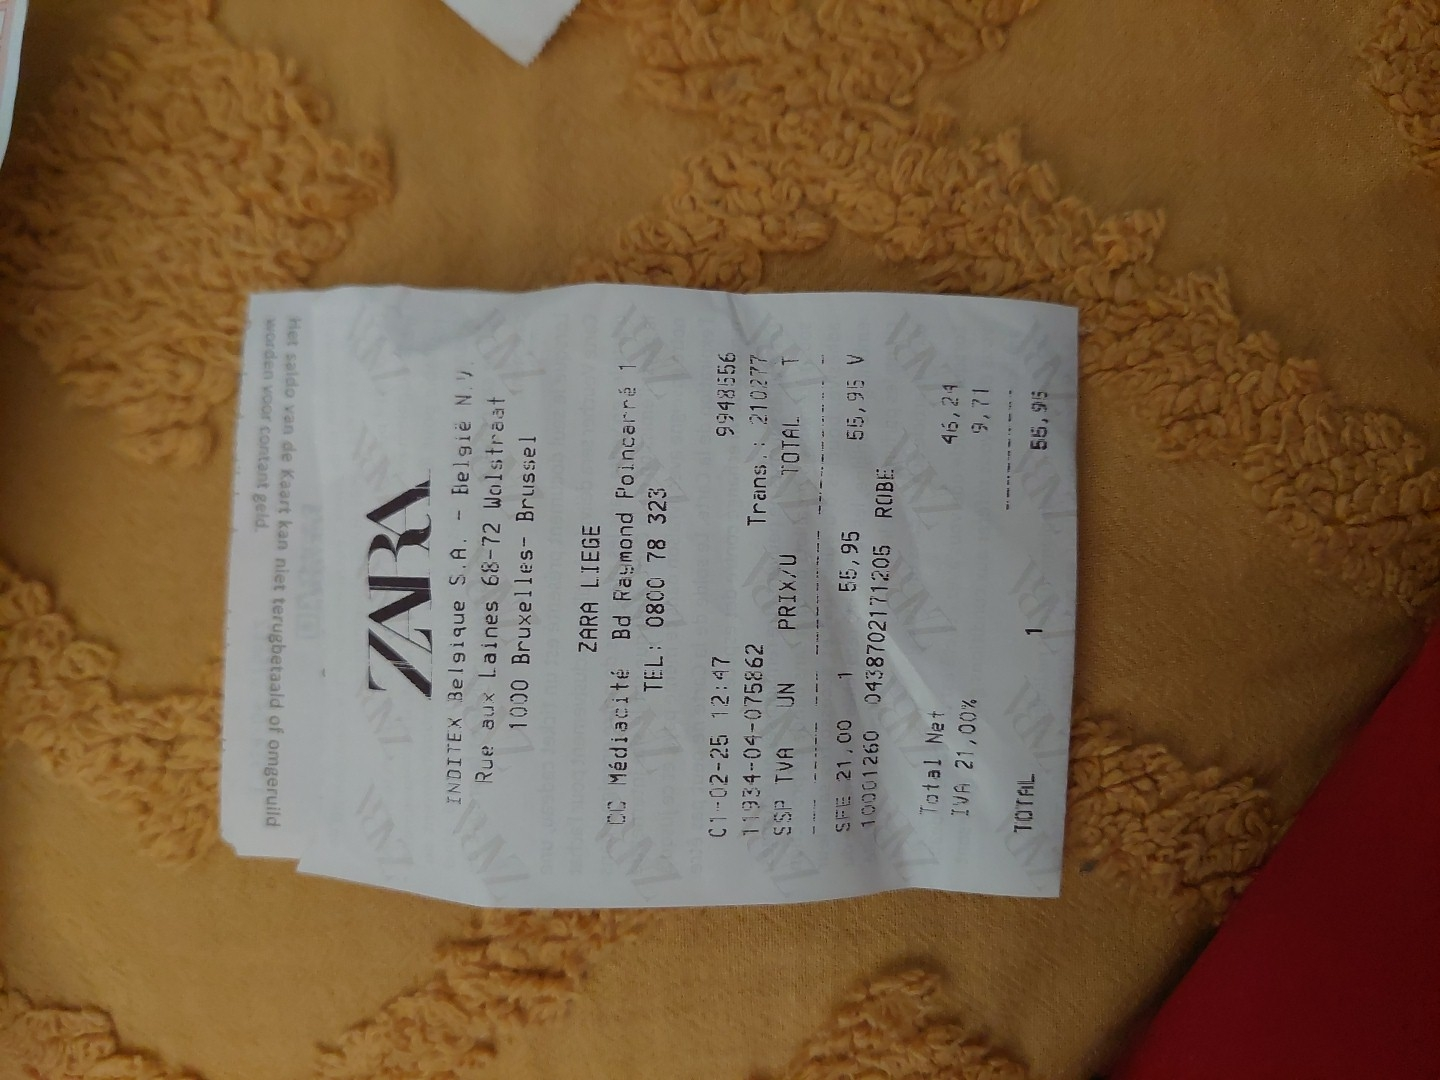 Het saldo van de Kaart kan niet terugbetaald of omgeruild
worden voor contant geld.
ZARA
INDITEX Belgique S.A. - België N.V.
Rue aux Laines 68-72 Wolstraat
1000 Bruxelles- Brussel
ZARA LIEGE
CC Médiacité Bd Raymond Poincarré 1
TEL: 0800 78 323
01-02-25 12:47 9948556
11934-04-075862 Trans.: 210277
SSP TVA UN PRIX/U TOTAL T
SFE 21,00 1 55,95 55,95 V
10001260 0438702171205 ROBE
Total Net 46,24
IVA 21,00% 9,71
TOTAL 1 55,95